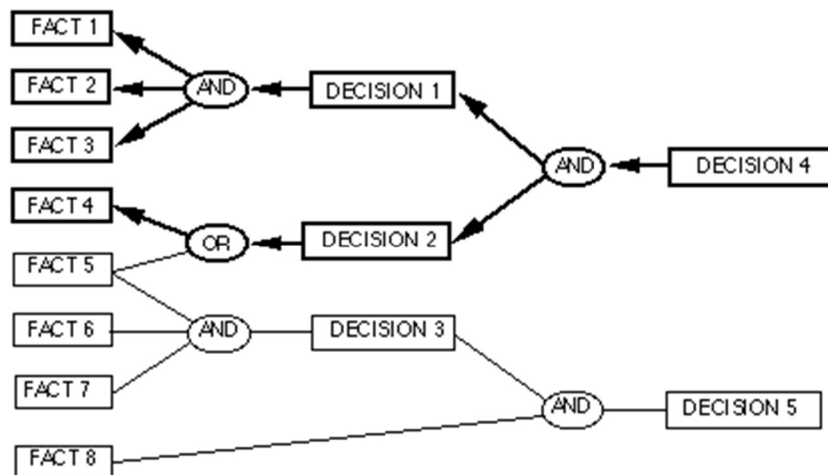 FACT 1
FACT 2
AND
DECISION 1
FACT 3
AND
DECISION 4
FACT 4
OR
DECISION 2
FACT 5
FACT 6
AND
DECISION 3
FACT 7
AND
DECISION 5
FACT 8